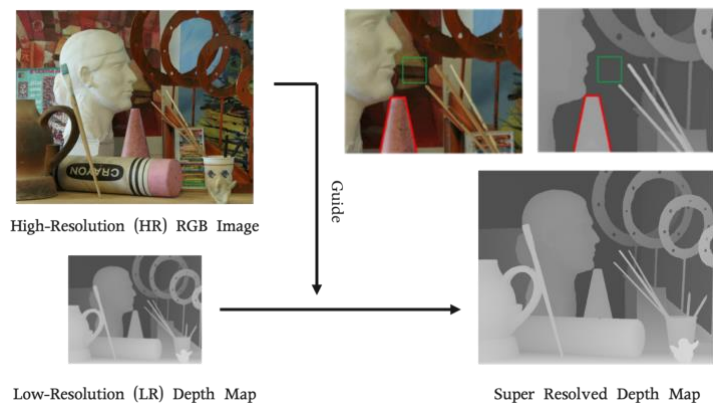 CRAYON
High-Resolution (HR) RGB Image
Guide
Low-Resolution (LR) Depth Map
Super Resolved Depth Map